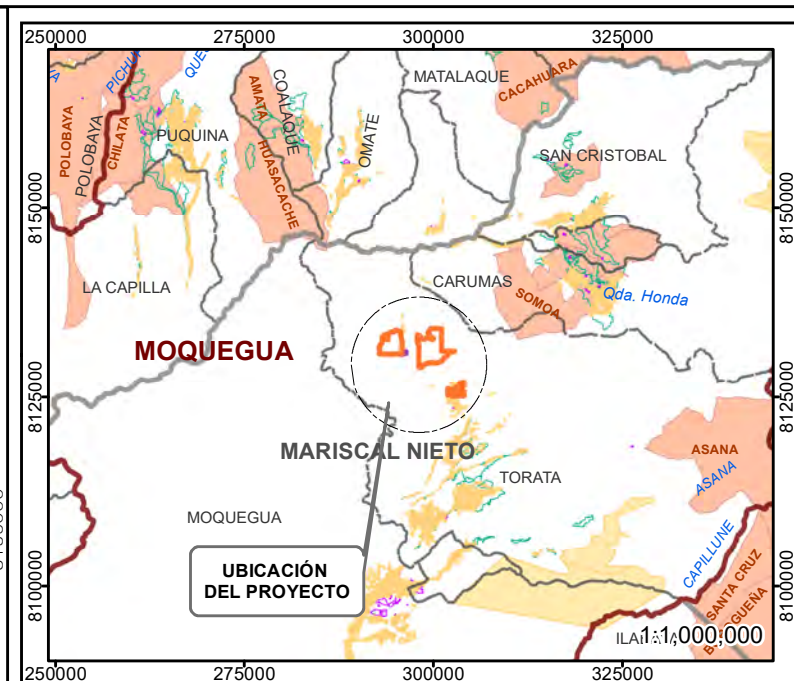 250000 275000 300000 325000
PICHU
QUE
MATALAQUE
CACAHUARA
AMATA
COALAQUE
OMATE
PUQUINA
POLOBAYA
POLOBAYA
CHILATA
HUASACACHE
SAN CRISTOBAL
8150000
8150000
LA CAPILLA
CARUMAS
SOMOA
Qda. Honda
MOQUEGUA
8125000
8125000
MARISCAL NIETO
ASANA
ASANA
TORATA
MOQUEGUA
CAPILLUNE
UBICACIÓN
DEL PROYECTO
8100000
8100000
SANTA CRUZ
1:1,000,000
250000 275000 300000 325000